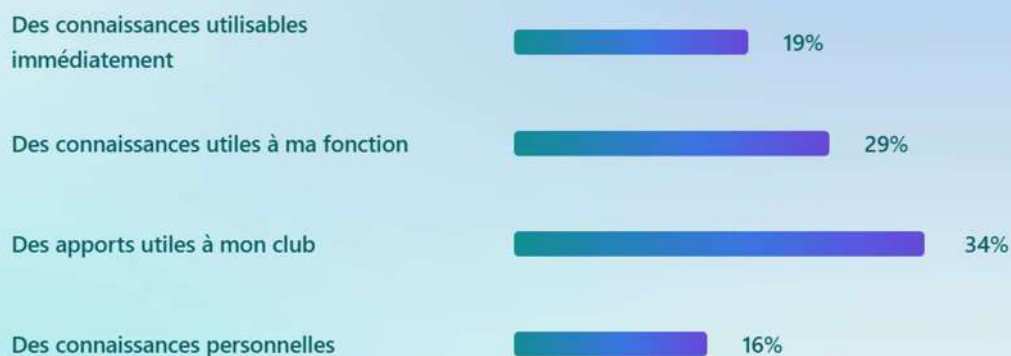 Des connaissances utilisables
immédiatement
19%
Des connaissances utiles à ma fonction
29%
Des apports utiles à mon club
34%
Des connaissances personnelles
16%